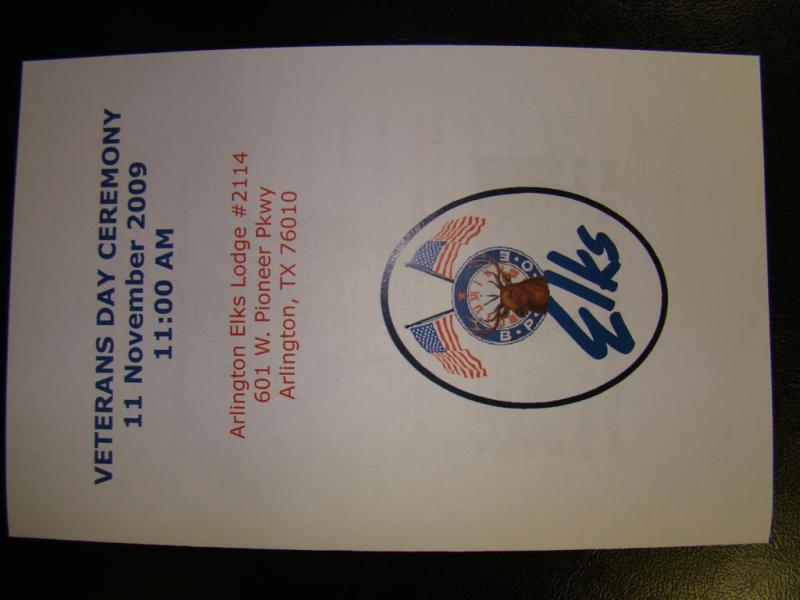 VETERANS DAY CEREMONY
11 November 2009
11:00 AM
Arlington Elks Lodge #2114
601 W. Pioneer Pkwy
Arlington, TX 76010
B.P.O.E.
Elks